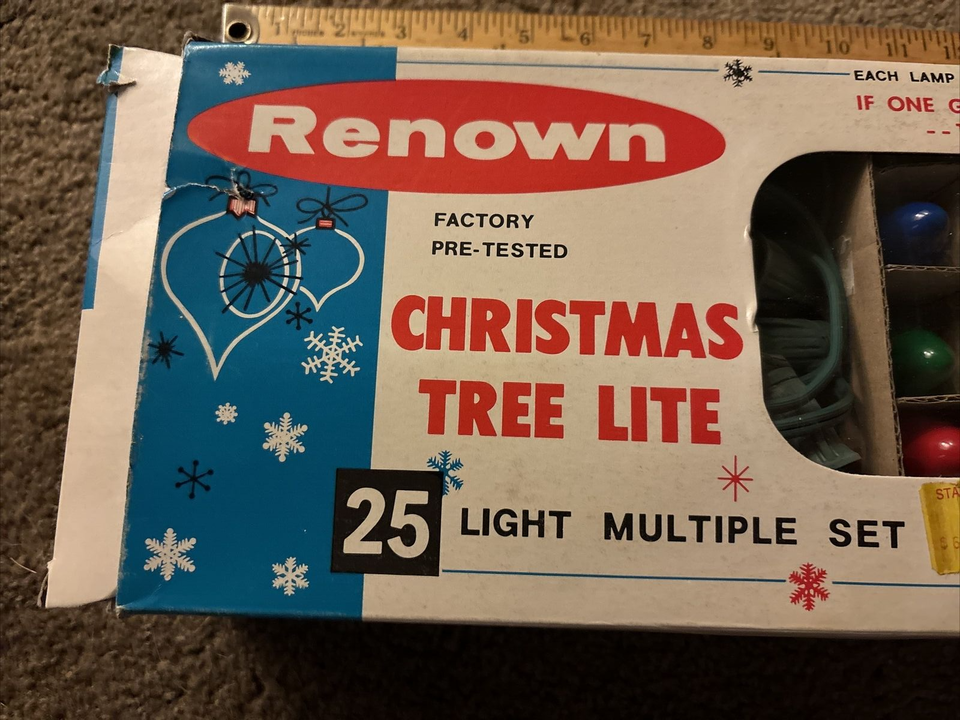 1 2 3 4 5 6 7 8 9 10 11
EACH LAMP
IF ONE
Renown
FACTORY
PRE-TESTED
CHRISTMAS
TREE LITE
25 LIGHT MULTIPLE SET